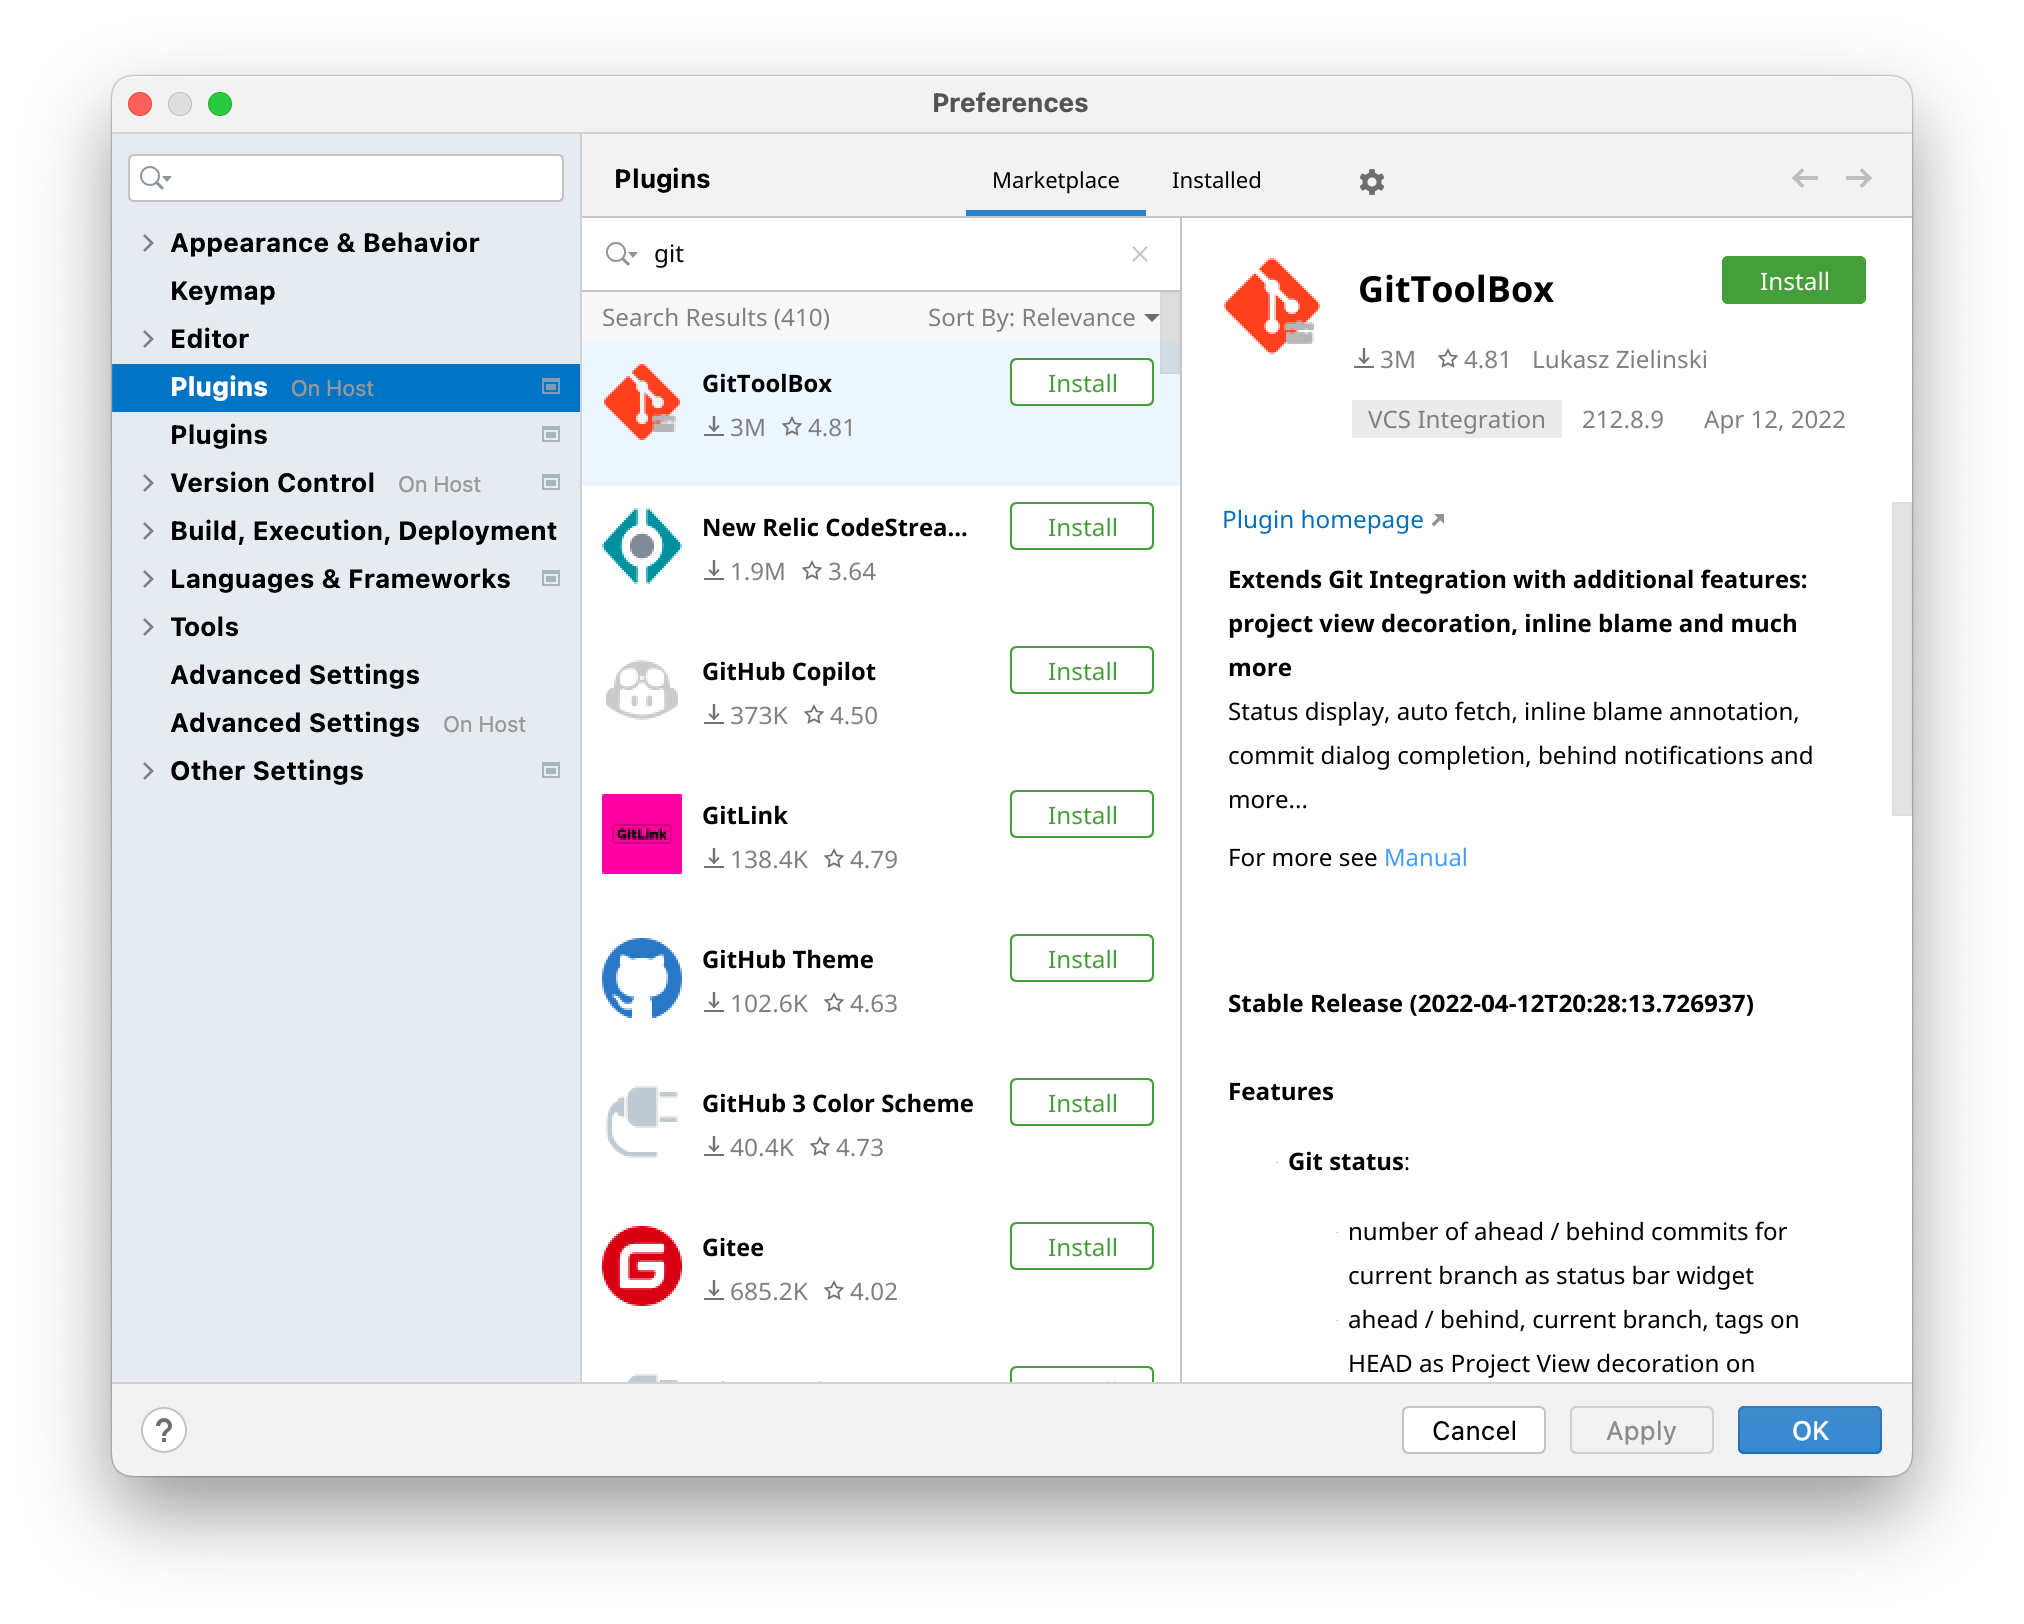 Preferences
Appearance & Behavior
Keymap
Editor
Plugins On Host
Plugins
Version Control On Host
Build, Execution, Deployment
Languages & Frameworks
Tools
Advanced Settings
Advanced Settings On Host
Other Settings
Plugins Marketplace Installed
git
Search Results (410) Sort By: Relevance
GitToolBox Install
3M 4.81
New Relic CodeStrea... Install
1.9M 3.64
GitHub Copilot Install
373K 4.50
GitLink
GitLink Install
138.4K 4.79
GitHub Theme Install
102.6K 4.63
GitHub 3 Color Scheme Install
40.4K 4.73
Gitee Install
685.2K 4.02
GitToolBox Install
3M 4.81 Lukasz Zielinski
VCS Integration 212.8.9 Apr 12, 2022
Plugin homepage
Extends Git Integration with additional features:
project view decoration, inline blame and much
more
Status display, auto fetch, inline blame annotation,
commit dialog completion, behind notifications and
more...
For more see Manual
Stable Release (2022-04-12T20:28:13.726937)
Features
Git status:
number of ahead / behind commits for
current branch as status bar widget
ahead / behind, current branch, tags on
HEAD as Project View decoration on
? Cancel Apply OK